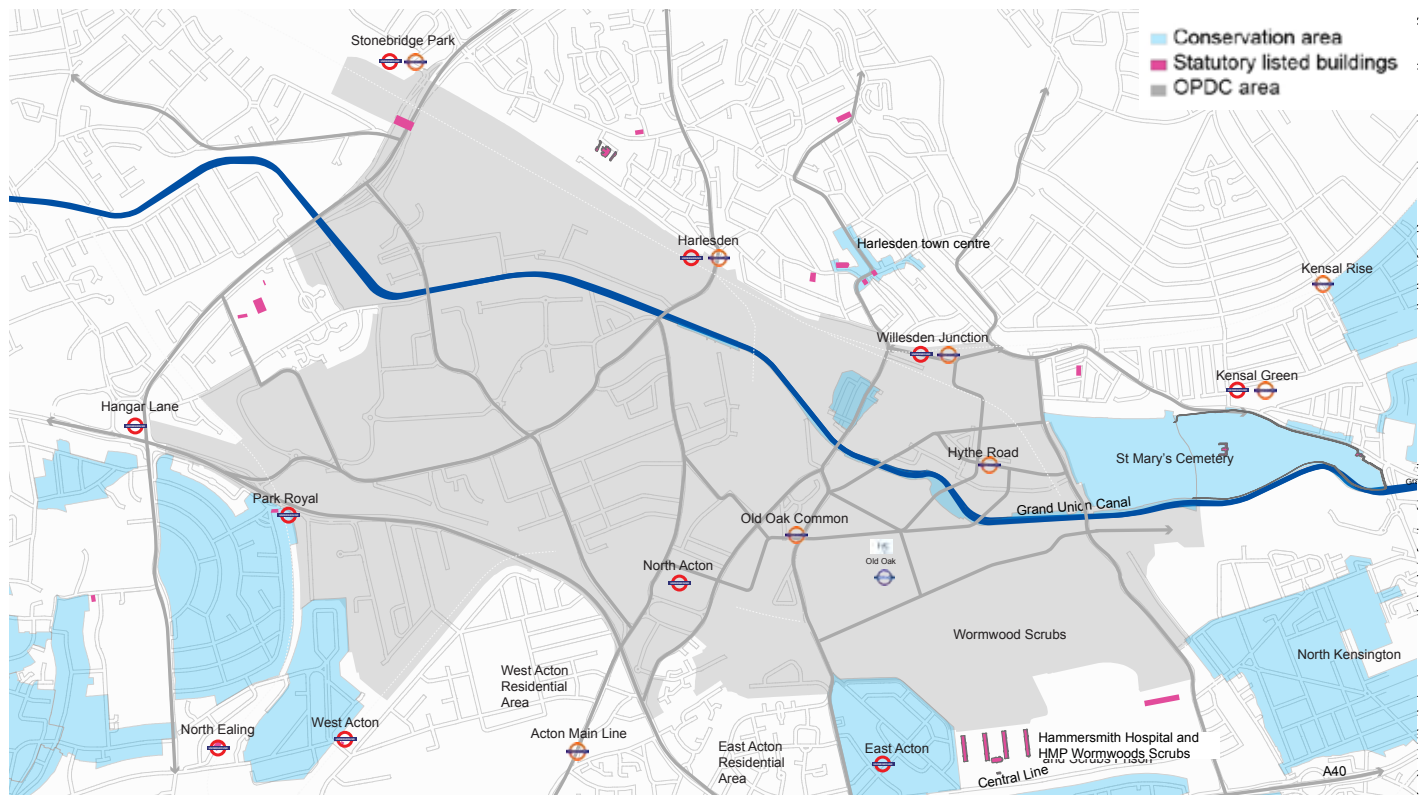 Stonebridge Park
Conservation area
Statutory listed buildings
OPDC area
Harlesden
Harlesden town centre
Kensal Rise
Willesden Junction
Kensal Green
Hangar Lane
Hythe Road
St Mary's Cemetery
Park Royal
Grand Union Canal
Old Oak Common
Old Oak
North Acton
Wormwood Scrubs
North Kensington
West Acton
Residential
Area
North Ealing
West Acton
Acton Main Line
East Acton
Residential
Area
East Acton
Hammersmith Hospital and
HMP Wormwoods Scrubs
and Scrubs Prison
Central Line
A40